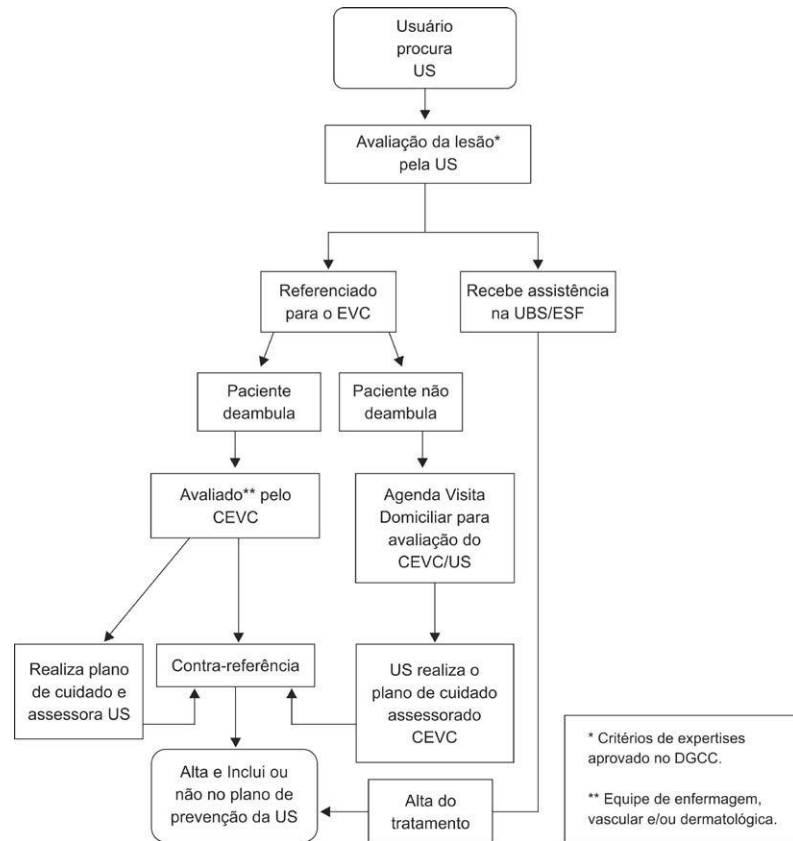 Usuário
procura
US
Avaliação da lesão*
pela US
Referenciado
para o EVC
Recebe assistência
na UBS/ESF
Paciente
deambula
Paciente não
deambula
Avaliado** pelo
CEVC
Agenda Visita
Domiciliar para
avaliação do
CEVC/US
Realiza plano
de cuidado e
assessora US
Contra-referência
US realiza o
plano de cuidado
assessorado
CEVC
Alta e Inclui ou
não no plano de
prevenção da US
Alta do
tratamento
* Critérios de expertises
aprovado no DGCC.
** Equipe de enfermagem,
vascular e/ou dermatológica.